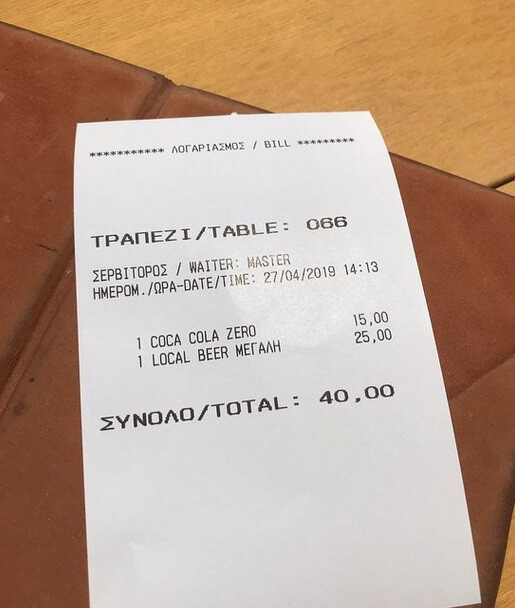 *********** ΛΟΓΑΡΙΑΣΜΟΣ / BILL *********
ΤΡΑΠΕΖΙ/TABLE: 066
ΣΕΡΒΙΤΟΡΟΣ / WAITER: MASTER
ΗΜΕΡΟΜ./ΩΡΑ-DATE/TIME: 27/04/2019 14:13
1 COCA COLA ZERO 15,00
1 LOCAL BEER ΜΕΓΑΛΗ 25,00
ΣΥΝΟΛΟ/TOTAL: 40,00